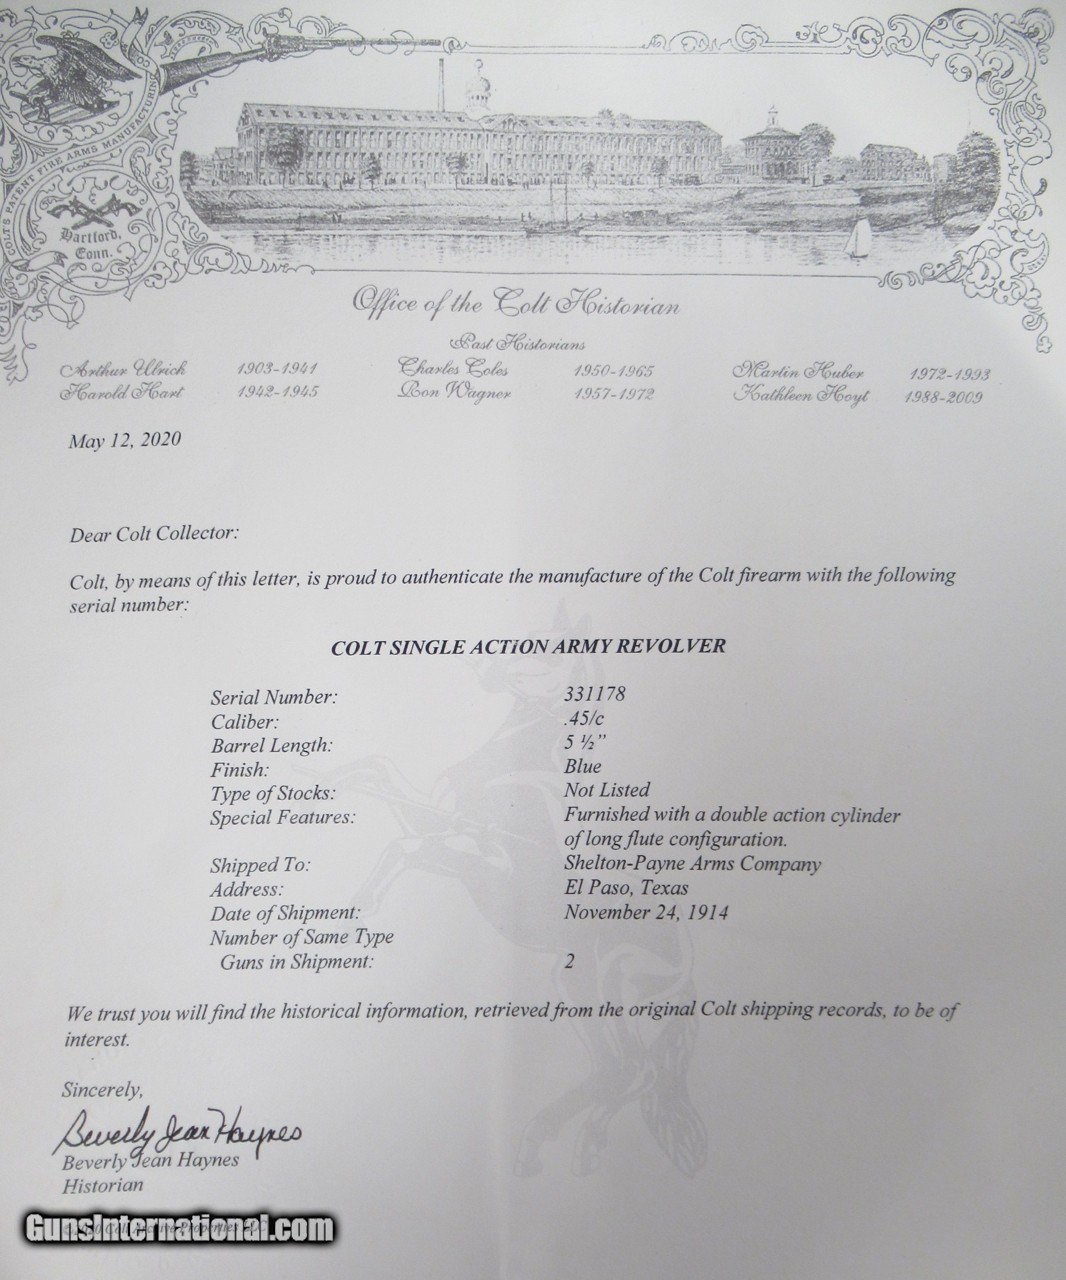 COLT'S PATENT FIRE ARMS MANUFACTURING CO
Hartford,
Conn.
Office of the Colt Historian
Past Historians
Arthur Ulrich 1903-1941 Charles Coles 1950-1965 Martin Huber 1972-1993
Harold Hart 1942-1945 Ron Wagner 1957-1972 Kathleen Hoyt 1988-2009
May 12, 2020
Dear Colt Collector:
Colt, by means of this letter, is proud to authenticate the manufacture of the Colt firearm with the following
serial number:
COLT SINGLE ACTiON ARMY REVOLVER
Serial Number: 331178
Caliber: .45/c
Barrel Length: 5 ½”
Finish: Blue
Type of Stocks: Not Listed
Special Features: Furnished with a double action cylinder
of long flute configuration.
Shipped To: Shelton-Payne Arms Company
Address: El Paso, Texas
Date of Shipment: November 24, 1914
Number of Same Type
Guns in Shipment: 2
We trust you will find the historical information, retrieved from the original Colt shipping records, to be of
interest.
Sincerely,
Beverly Jean Haynes
Beverly Jean Haynes
Historian
GunsInternational.com